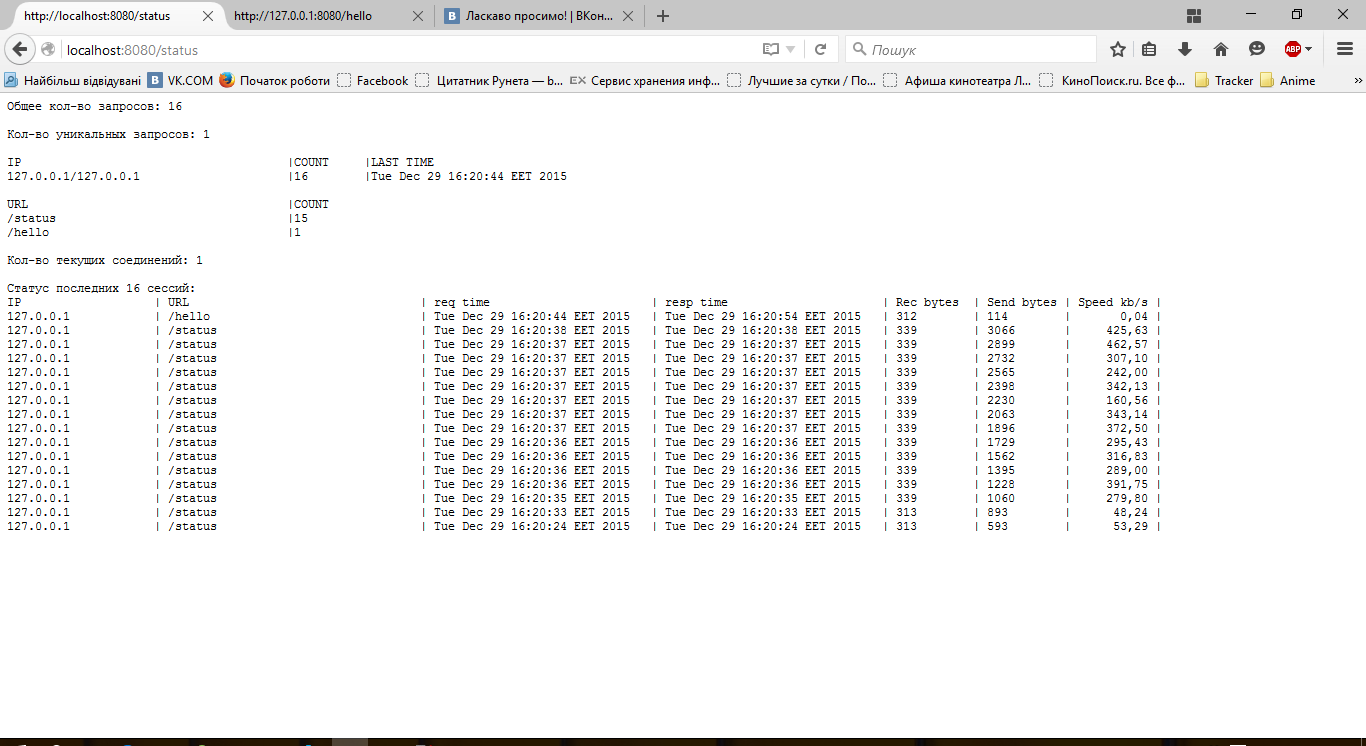 http://localhost:8080/status http://127.0.0.1:8080/hello B Ласкаво просимо! | ВКон...
localhost:8080/status Пошук ABP
Найбільш відвідувані B VK.COM Початок роботи Facebook Цитатник Рунета — b... EX Сервис хранения инф... Лучшие за сутки / По... Афиша кинотеатра Л... КиноПоиск.ru. Все ф... Tracker Anime »
Общее кол-во запросов: 16
Кол-во уникальных запросов: 1
IP |COUNT |LAST TIME
127.0.0.1/127.0.0.1 |16 |Tue Dec 29 16:20:44 EET 2015
URL |COUNT
/status |15
/hello |1
Кол-во текущих соединений: 1
Статус последних 16 сессий:
IP | URL | req time | resp time | Rec bytes | Send bytes | Speed kb/s |
127.0.0.1 | /hello | Tue Dec 29 16:20:44 EET 2015 | Tue Dec 29 16:20:54 EET 2015 | 312 | 114 | 0,04 |
127.0.0.1 | /status | Tue Dec 29 16:20:38 EET 2015 | Tue Dec 29 16:20:38 EET 2015 | 339 | 3066 | 425,63 |
127.0.0.1 | /status | Tue Dec 29 16:20:37 EET 2015 | Tue Dec 29 16:20:37 EET 2015 | 339 | 2899 | 462,57 |
127.0.0.1 | /status | Tue Dec 29 16:20:37 EET 2015 | Tue Dec 29 16:20:37 EET 2015 | 339 | 2732 | 307,10 |
127.0.0.1 | /status | Tue Dec 29 16:20:37 EET 2015 | Tue Dec 29 16:20:37 EET 2015 | 339 | 2565 | 242,00 |
127.0.0.1 | /status | Tue Dec 29 16:20:37 EET 2015 | Tue Dec 29 16:20:37 EET 2015 | 339 | 2398 | 342,13 |
127.0.0.1 | /status | Tue Dec 29 16:20:37 EET 2015 | Tue Dec 29 16:20:37 EET 2015 | 339 | 2230 | 160,56 |
127.0.0.1 | /status | Tue Dec 29 16:20:37 EET 2015 | Tue Dec 29 16:20:37 EET 2015 | 339 | 2063 | 343,14 |
127.0.0.1 | /status | Tue Dec 29 16:20:37 EET 2015 | Tue Dec 29 16:20:37 EET 2015 | 339 | 1896 | 372,50 |
127.0.0.1 | /status | Tue Dec 29 16:20:36 EET 2015 | Tue Dec 29 16:20:36 EET 2015 | 339 | 1729 | 295,43 |
127.0.0.1 | /status | Tue Dec 29 16:20:36 EET 2015 | Tue Dec 29 16:20:36 EET 2015 | 339 | 1562 | 316,83 |
127.0.0.1 | /status | Tue Dec 29 16:20:36 EET 2015 | Tue Dec 29 16:20:36 EET 2015 | 339 | 1395 | 289,00 |
127.0.0.1 | /status | Tue Dec 29 16:20:36 EET 2015 | Tue Dec 29 16:20:36 EET 2015 | 339 | 1228 | 391,75 |
127.0.0.1 | /status | Tue Dec 29 16:20:35 EET 2015 | Tue Dec 29 16:20:35 EET 2015 | 339 | 1060 | 279,80 |
127.0.0.1 | /status | Tue Dec 29 16:20:33 EET 2015 | Tue Dec 29 16:20:33 EET 2015 | 313 | 893 | 48,24 |
127.0.0.1 | /status | Tue Dec 29 16:20:24 EET 2015 | Tue Dec 29 16:20:24 EET 2015 | 313 | 593 | 53,29 |